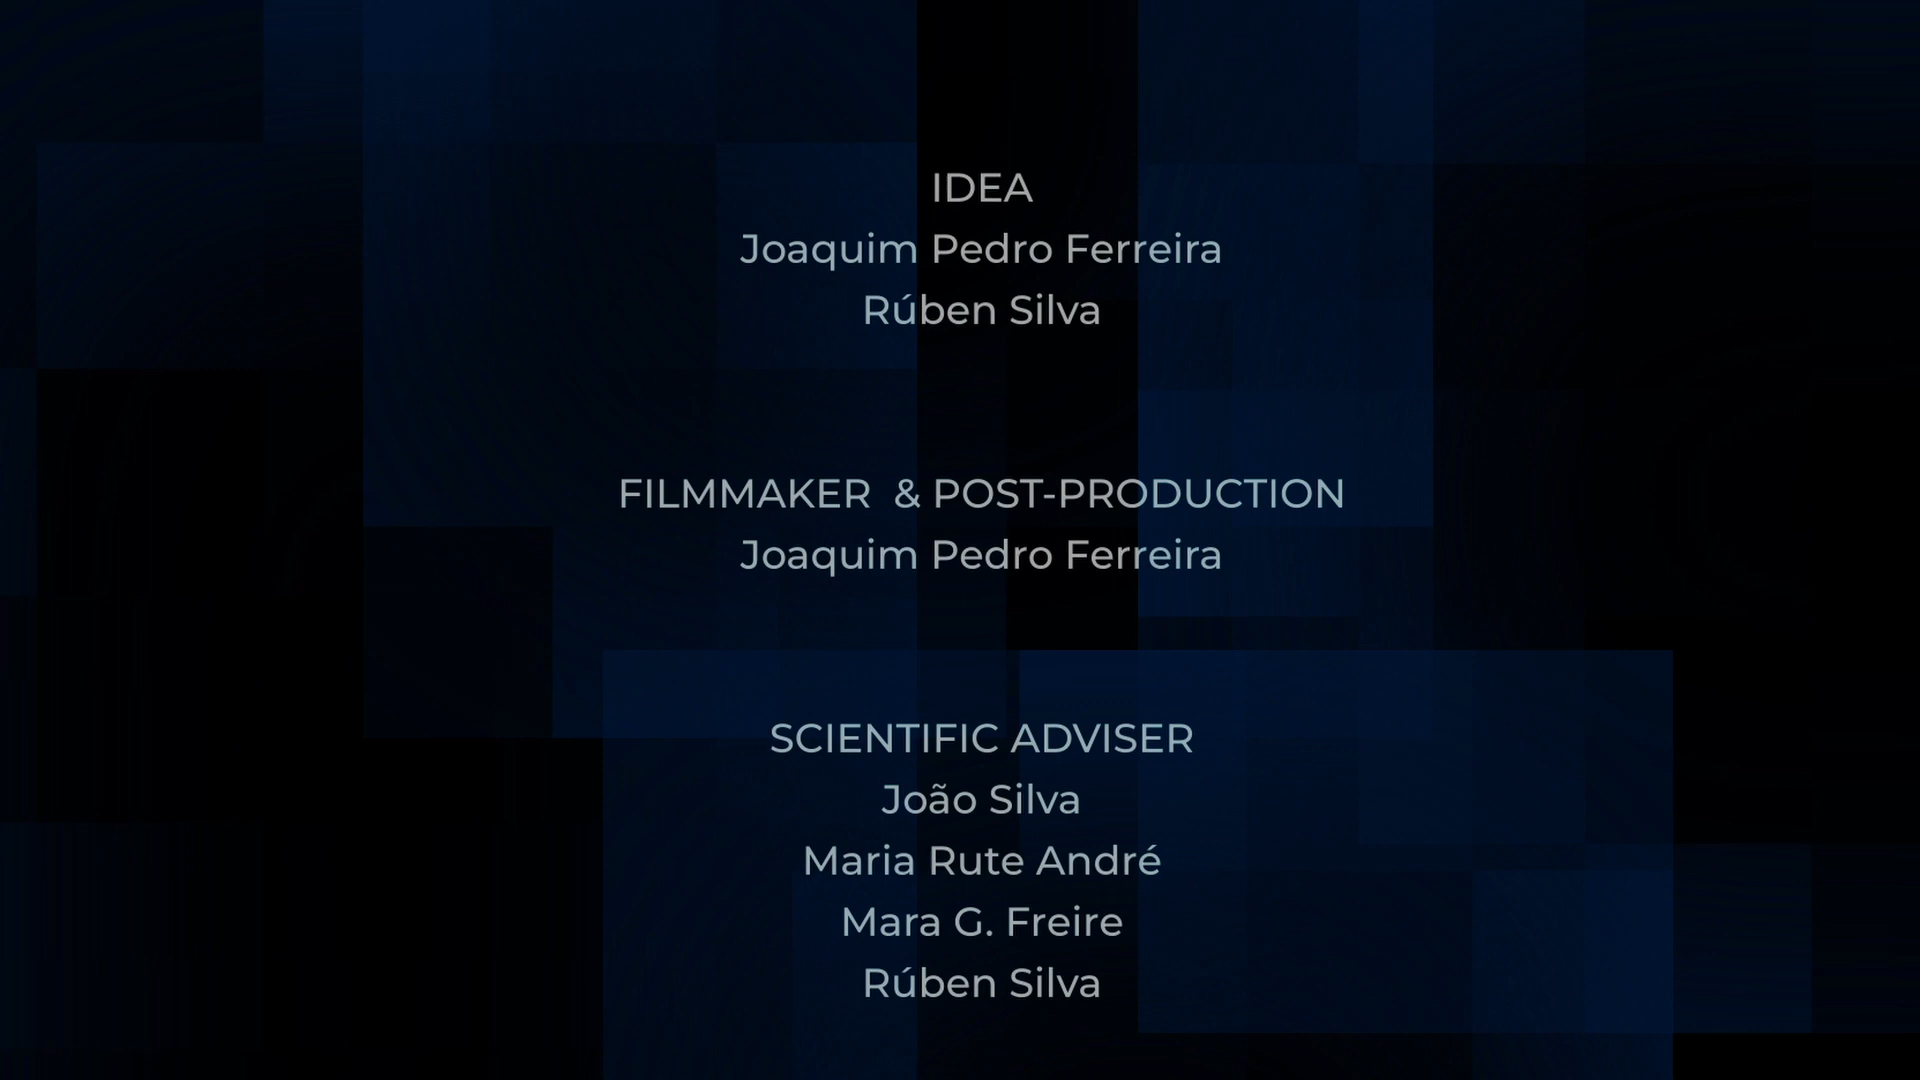 IDEA
Joaquim Pedro Ferreira
Rúben Silva
FILMMAKER  & POST-PRODUCTION
Joaquim Pedro Ferreira
SCIENTIFIC ADVISER
João Silva
Maria Rute André
Mara G. Freire
Rúben Silva